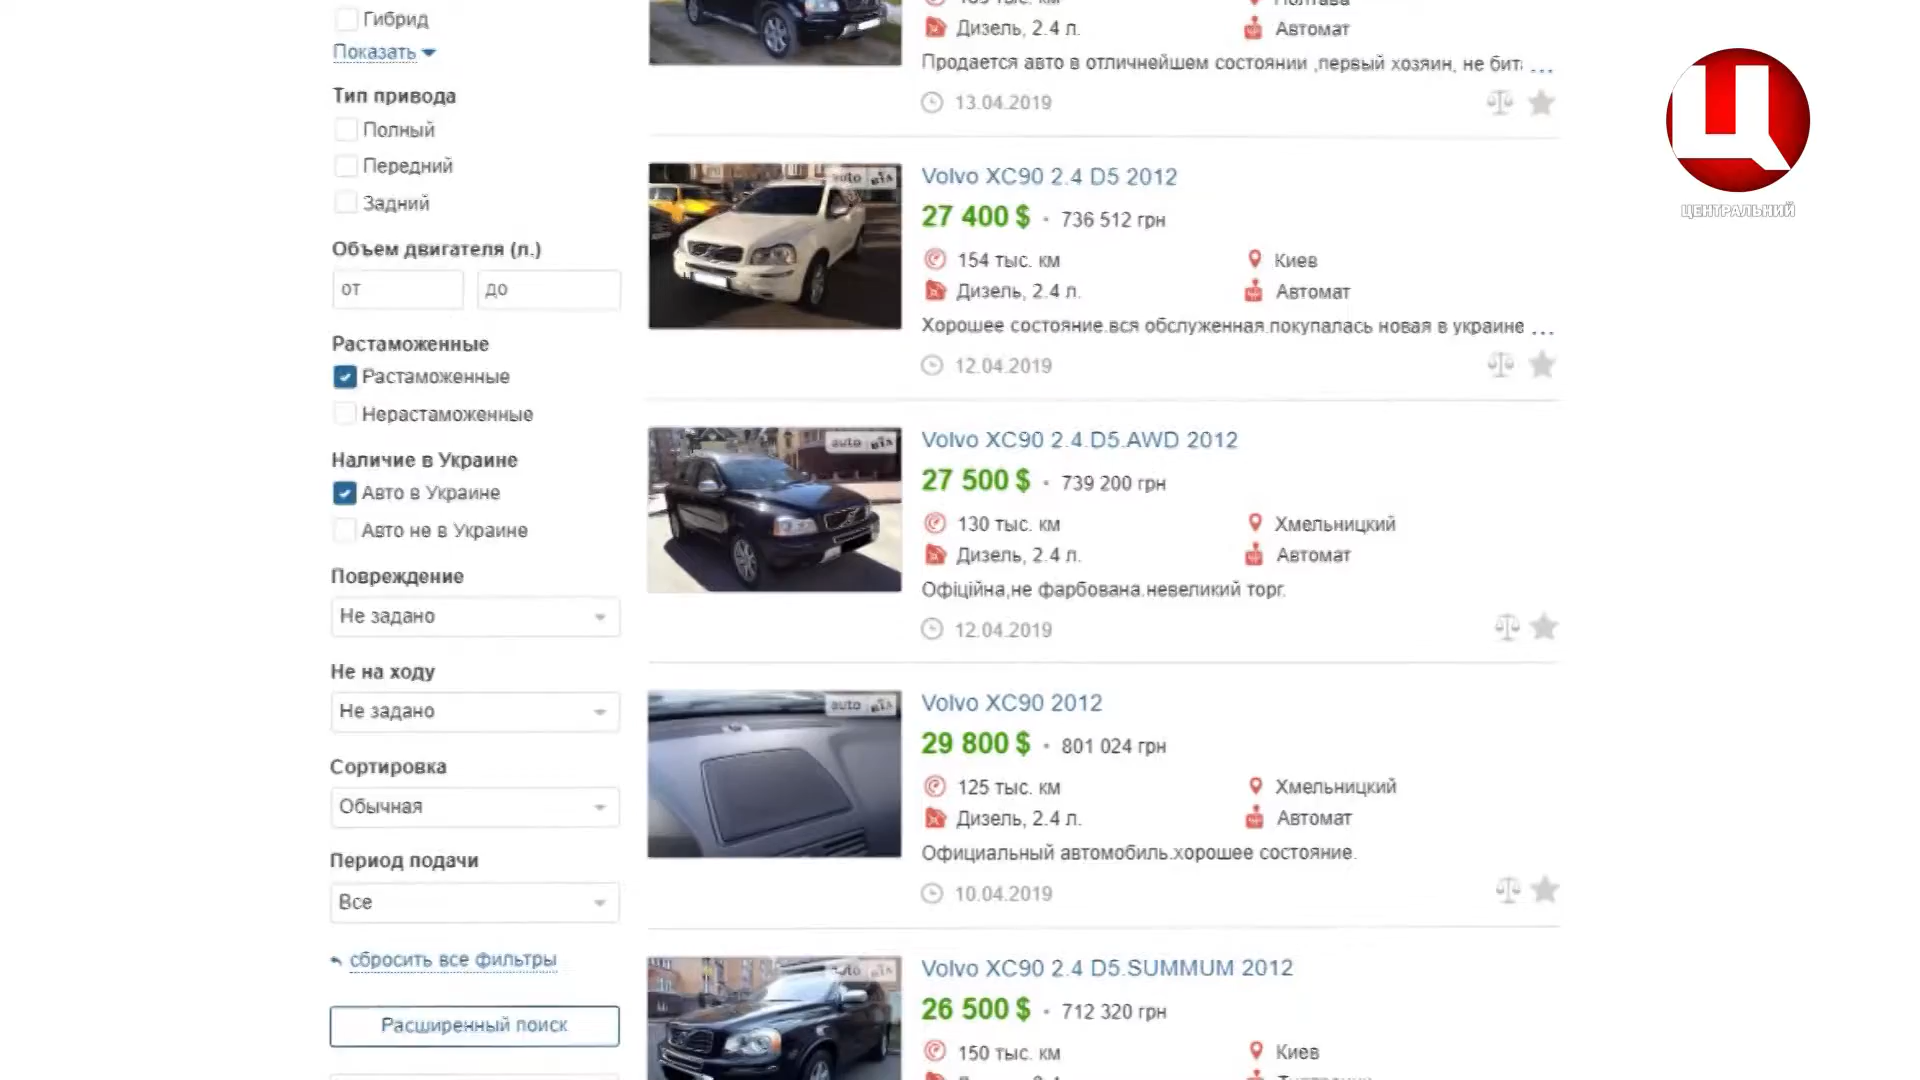 Гибрид
Показать
Тип привода
Полный
Передний
Задний
Объем двигателя (л.)
от
до
Растаможенные
Растаможенные
Нерастаможенные
Наличие в Украине
Авто в Украине
Авто не в Украине
Повреждение
Не задано
Не на ходу
Не задано
Сортировка
Обычная
Период подачи
Все
сбросить все фильтры
Расширенный поиск
Дизель, 2.4 л.
Автомат
Продается авто в отличнейшем состоянии ,первый хозяин, не бит ...
13.04.2019
auto
Volvo XC90 2.4 D5 2012
27 400 $ • 736 512 грн
154 тыс. км
Киев
Дизель, 2.4 л.
Автомат
Хорошее состояние.вся обслуженная.покупалась новая в украине ...
12.04.2019
auto
Volvo XC90 2.4.D5.AWD 2012
27 500 $ • 739 200 грн
130 тыс. км
Хмельницкий
Дизель, 2.4 л.
Автомат
Офіційна,не фарбована.невеликий торг.
12.04.2019
auto
Volvo XC90 2012
29 800 $ • 801 024 грн
125 тыс. км
Хмельницкий
Дизель, 2.4 л.
Автомат
Официальный автомобиль.хорошее состояние.
10.04.2019
auto
Volvo XC90 2.4 D5.SUMMUM 2012
26 500 $ • 712 320 грн
150 тыс. км
Киев
Ц
ЦЕНТРАЛЬНИЙ